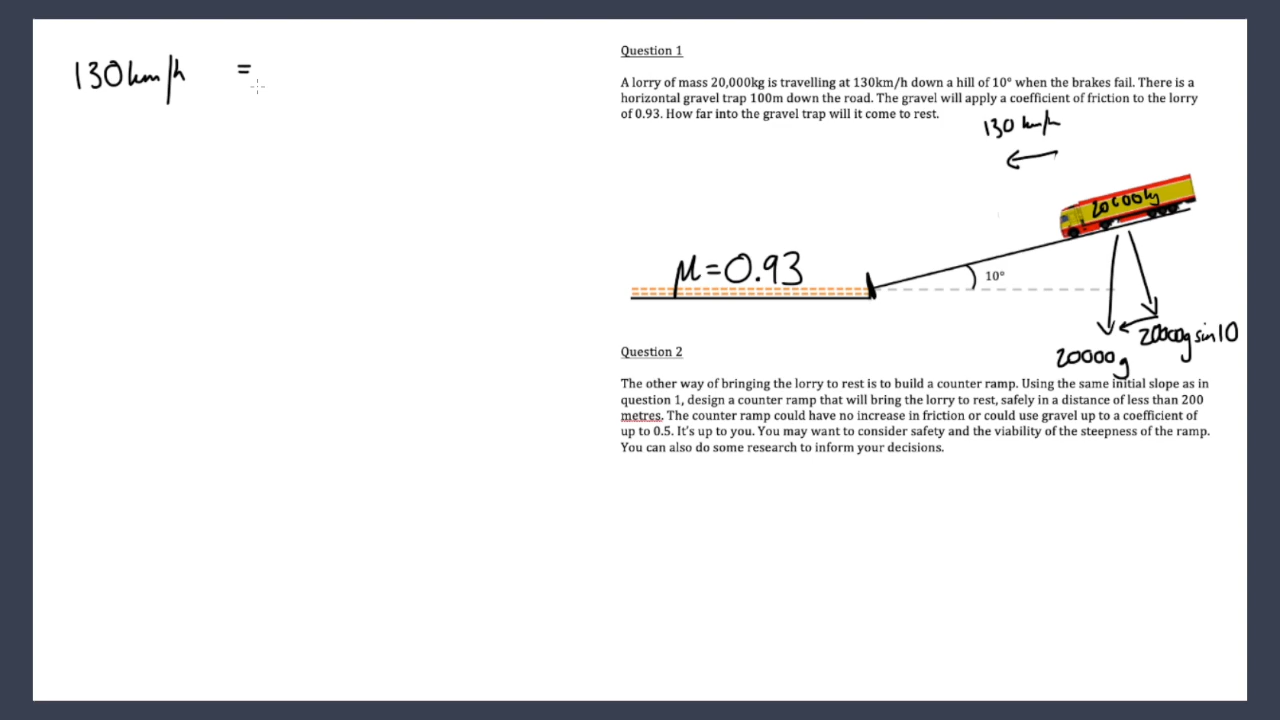 130km/h =
Question 1
A lorry of mass 20,000kg is travelling at 130km/h down a hill of 10° when the brakes fail. There is a
horizontal gravel trap 100m down the road. The gravel will apply a coefficient of friction to the lorry
of 0.93. How far into the gravel trap will it come to rest.
130 km/h
20000kg
μ=0.93
10°
20000g sin10
20000g
Question 2
The other way of bringing the lorry to rest is to build a counter ramp. Using the same initial slope as in
question 1, design a counter ramp that will bring the lorry to rest, safely in a distance of less than 200
metres. The counter ramp could have no increase in friction or could use gravel up to a coefficient of
up to 0.5. It's up to you. You may want to consider safety and the viability of the steepness of the ramp.
You can also do some research to inform your decisions.